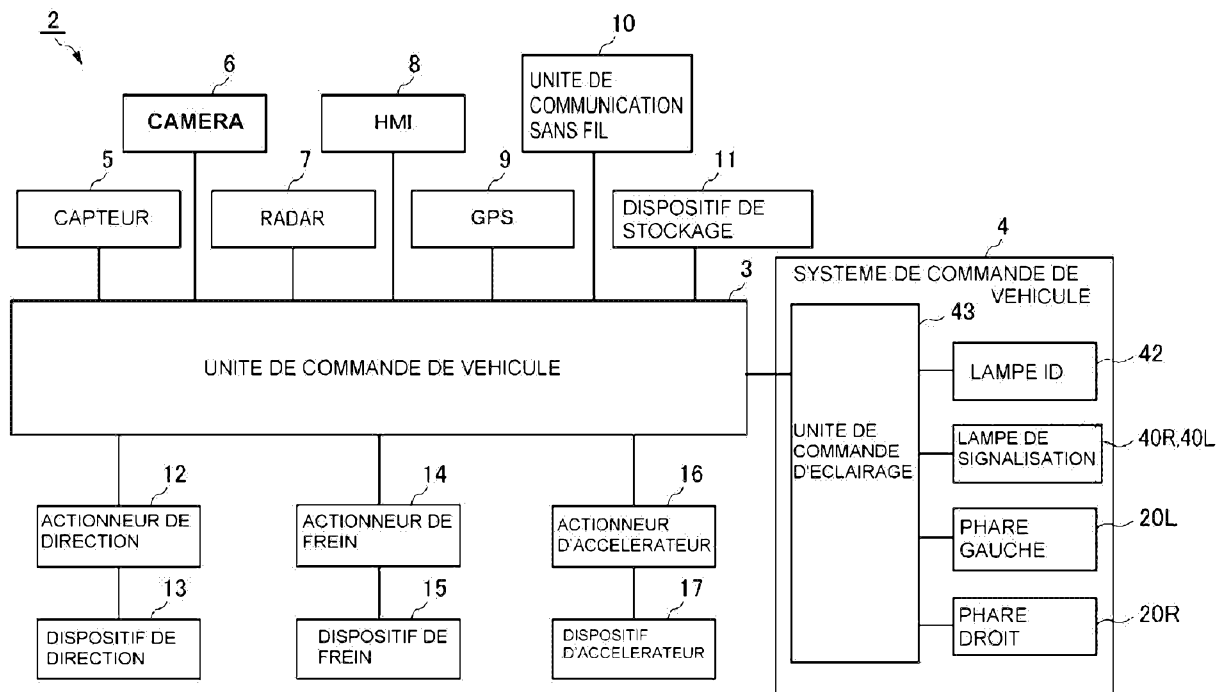 2
10
6
8
UNITE DE
COMMUNICATION
SANS FIL
CAMERA
HMI
5
7
9
11
CAPTEUR
RADAR
GPS
DISPOSITIF DE
STOCKAGE
4
3
SYSTEME DE COMMANDE DE
VEHICULE
43
UNITE DE COMMANDE DE VEHICULE
42
LAMPE ID
UNITE DE
COMMANDE
D'ECLAIRAGE
40R,40L
LAMPE DE
SIGNALISATION
12
14
16
ACTIONNEUR DE
DIRECTION
ACTIONNEUR DE
FREIN
ACTIONNEUR
D'ACCELERATEUR
20L
PHARE
GAUCHE
13
15
17
DISPOSITIF DE
DIRECTION
DISPOSITIF DE
FREIN
DISPOSITIF
D'ACCELERATEUR
20R
PHARE
DROIT